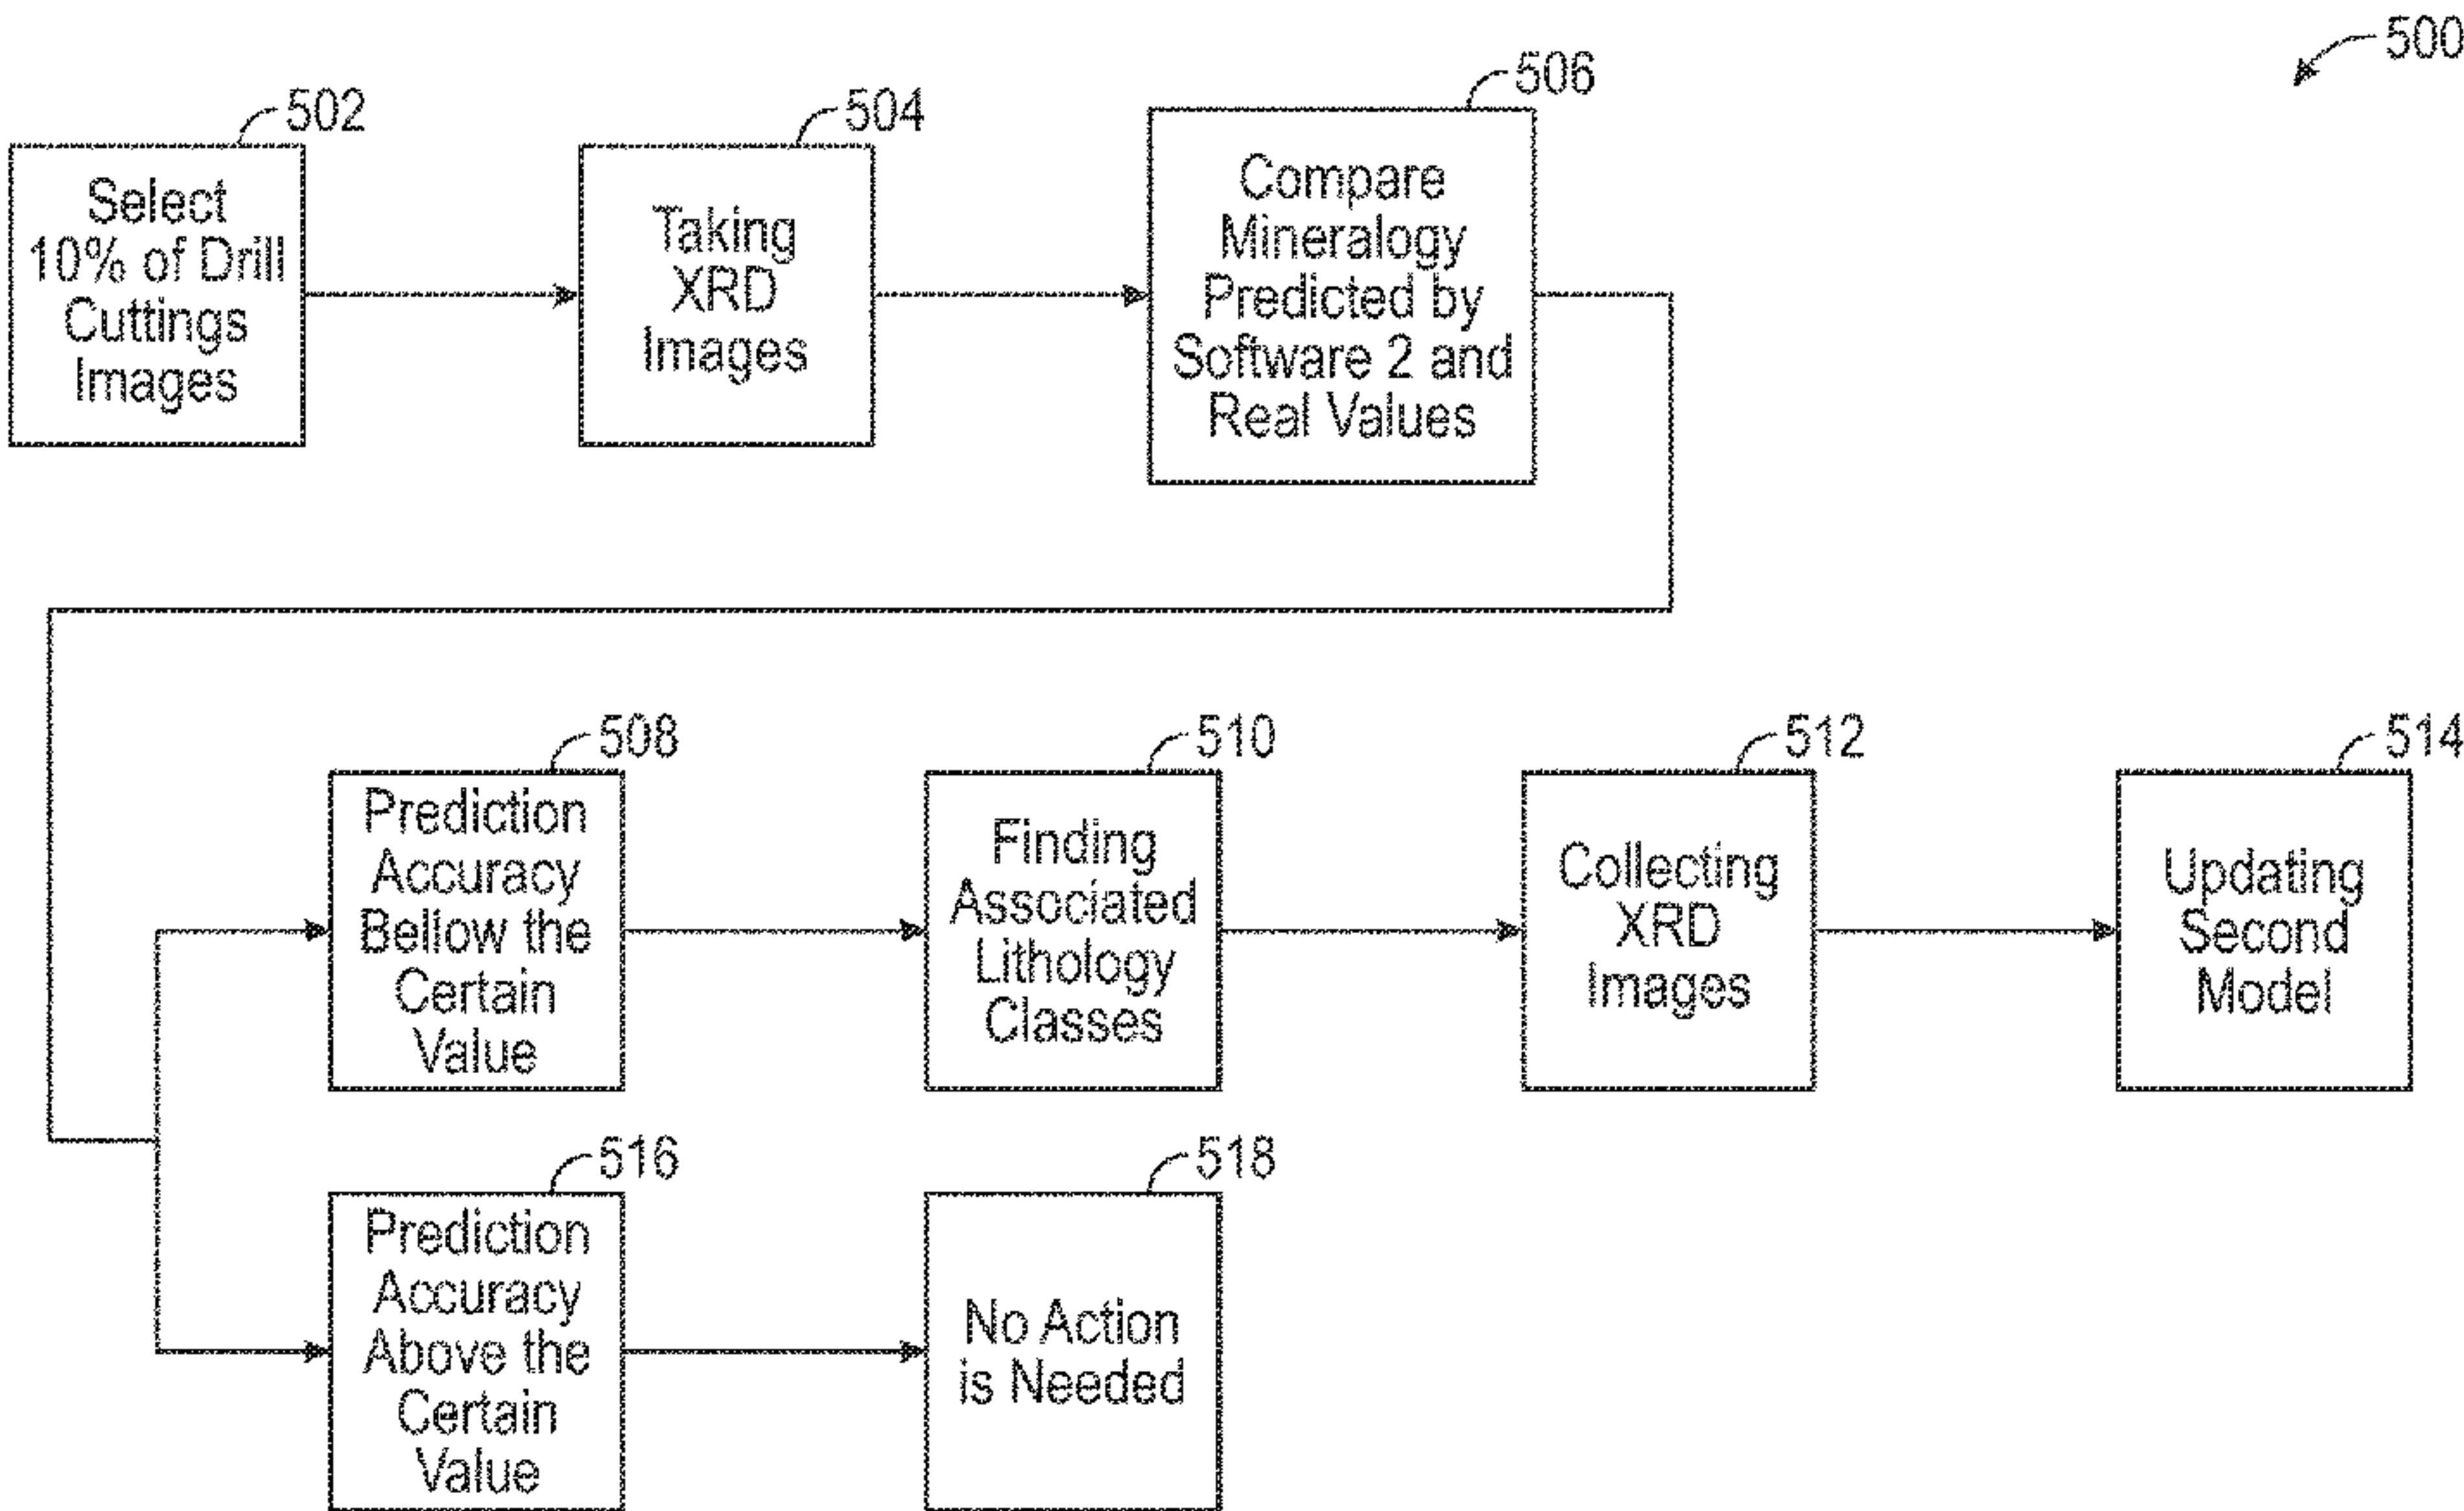 500
502
Select
10% of Drill
Cuttings
Images
504
Taking
XRD
Images
506
Compare
Mineralogy
Predicted by
Software 2 and
Real Values
508
Prediction
Accuracy
Bellow the
Certain
Value
510
Finding
Associated
Lithology
Classes
512
Collecting
XRD
Images
514
Updating
Second
Model
516
Prediction
Accuracy
Above the
Certain
Value
518
No Action
is Needed